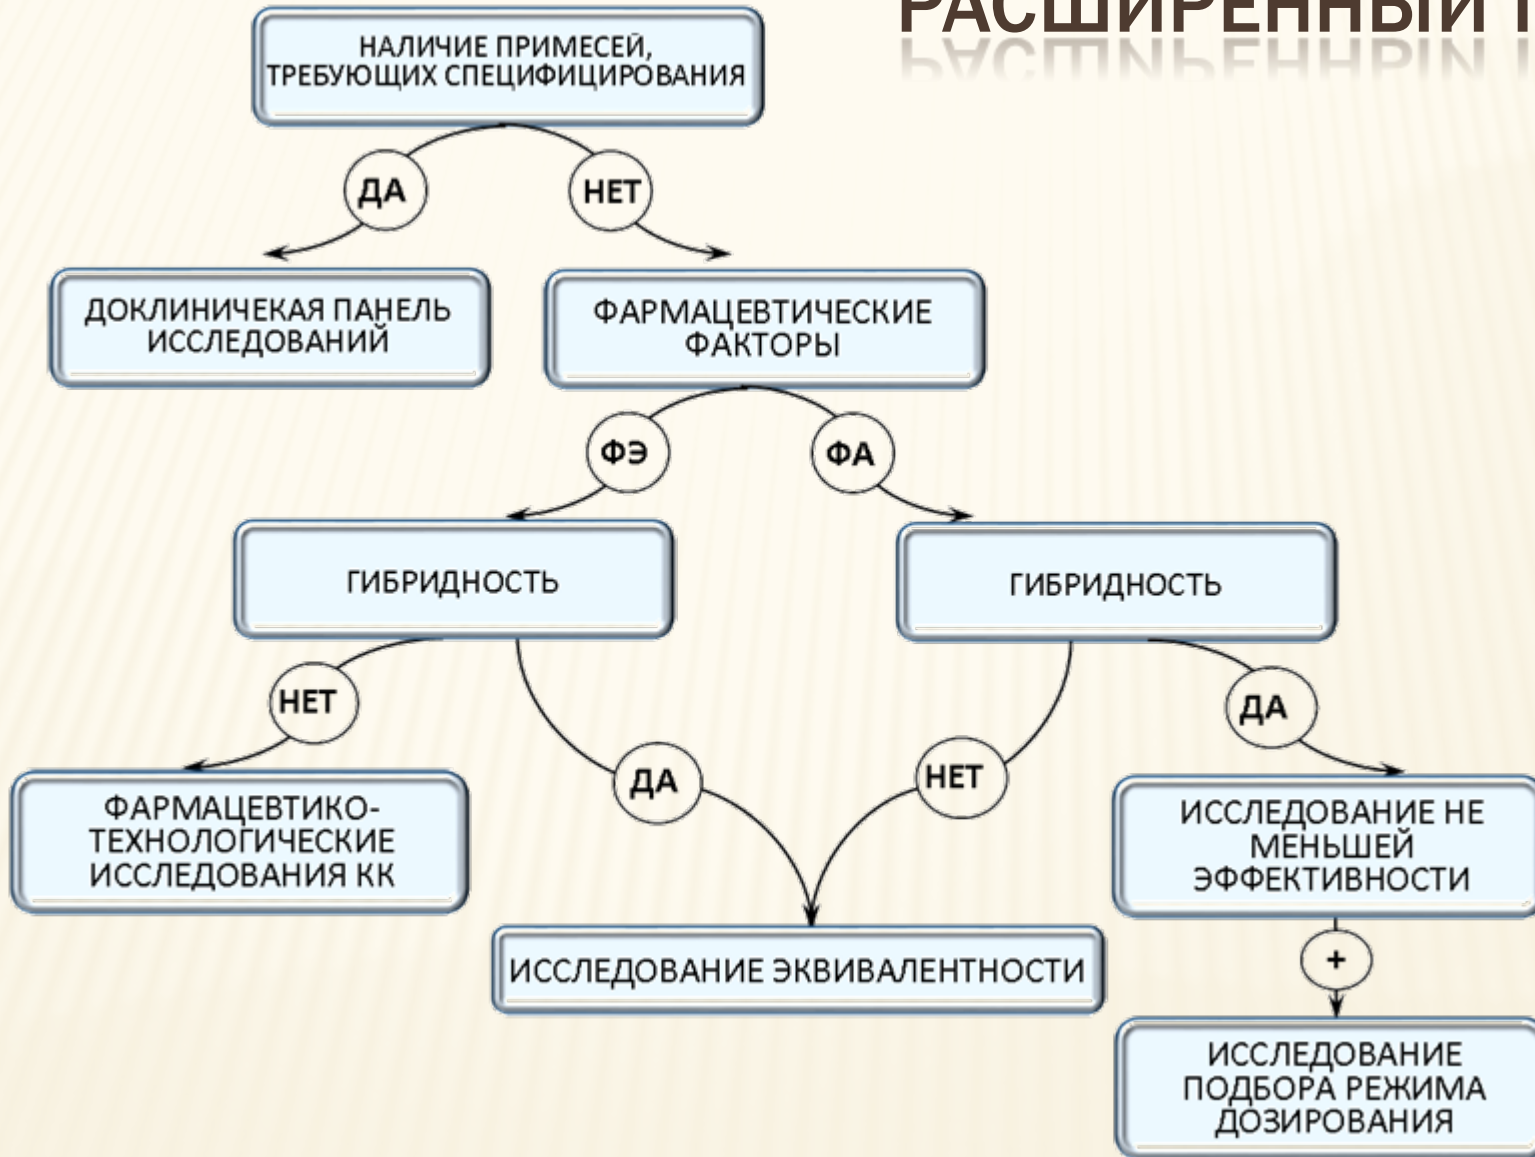 РАСШИРЕННЫЙ
НАЛИЧИЕ ПРИМЕСЕЙ,
ТРЕБУЮЩИХ СПЕЦИФИЦИРОВАНИЯ
ДА
НЕТ
ДОКЛИНИЧЕКАЯ ПАНЕЛЬ
ИССЛЕДОВАНИЙ
ФАРМАЦЕВТИЧЕСКИЕ
ФАКТОРЫ
ФЭ
ФА
ГИБРИДНОСТЬ
ГИБРИДНОСТЬ
НЕТ
ДА
НЕТ
ДА
ФАРМАЦЕВТИКО-
ТЕХНОЛОГИЧЕСКИЕ
ИССЛЕДОВАНИЯ КК
ИССЛЕДОВАНИЕ ЭКВИВАЛЕНТНОСТИ
ИССЛЕДОВАНИЕ НЕ
МЕНЬШЕЙ
ЭФФЕКТИВНОСТИ
+
ИССЛЕДОВАНИЕ
ПОДБОРА РЕЖИМА
ДОЗИРОВАНИЯ